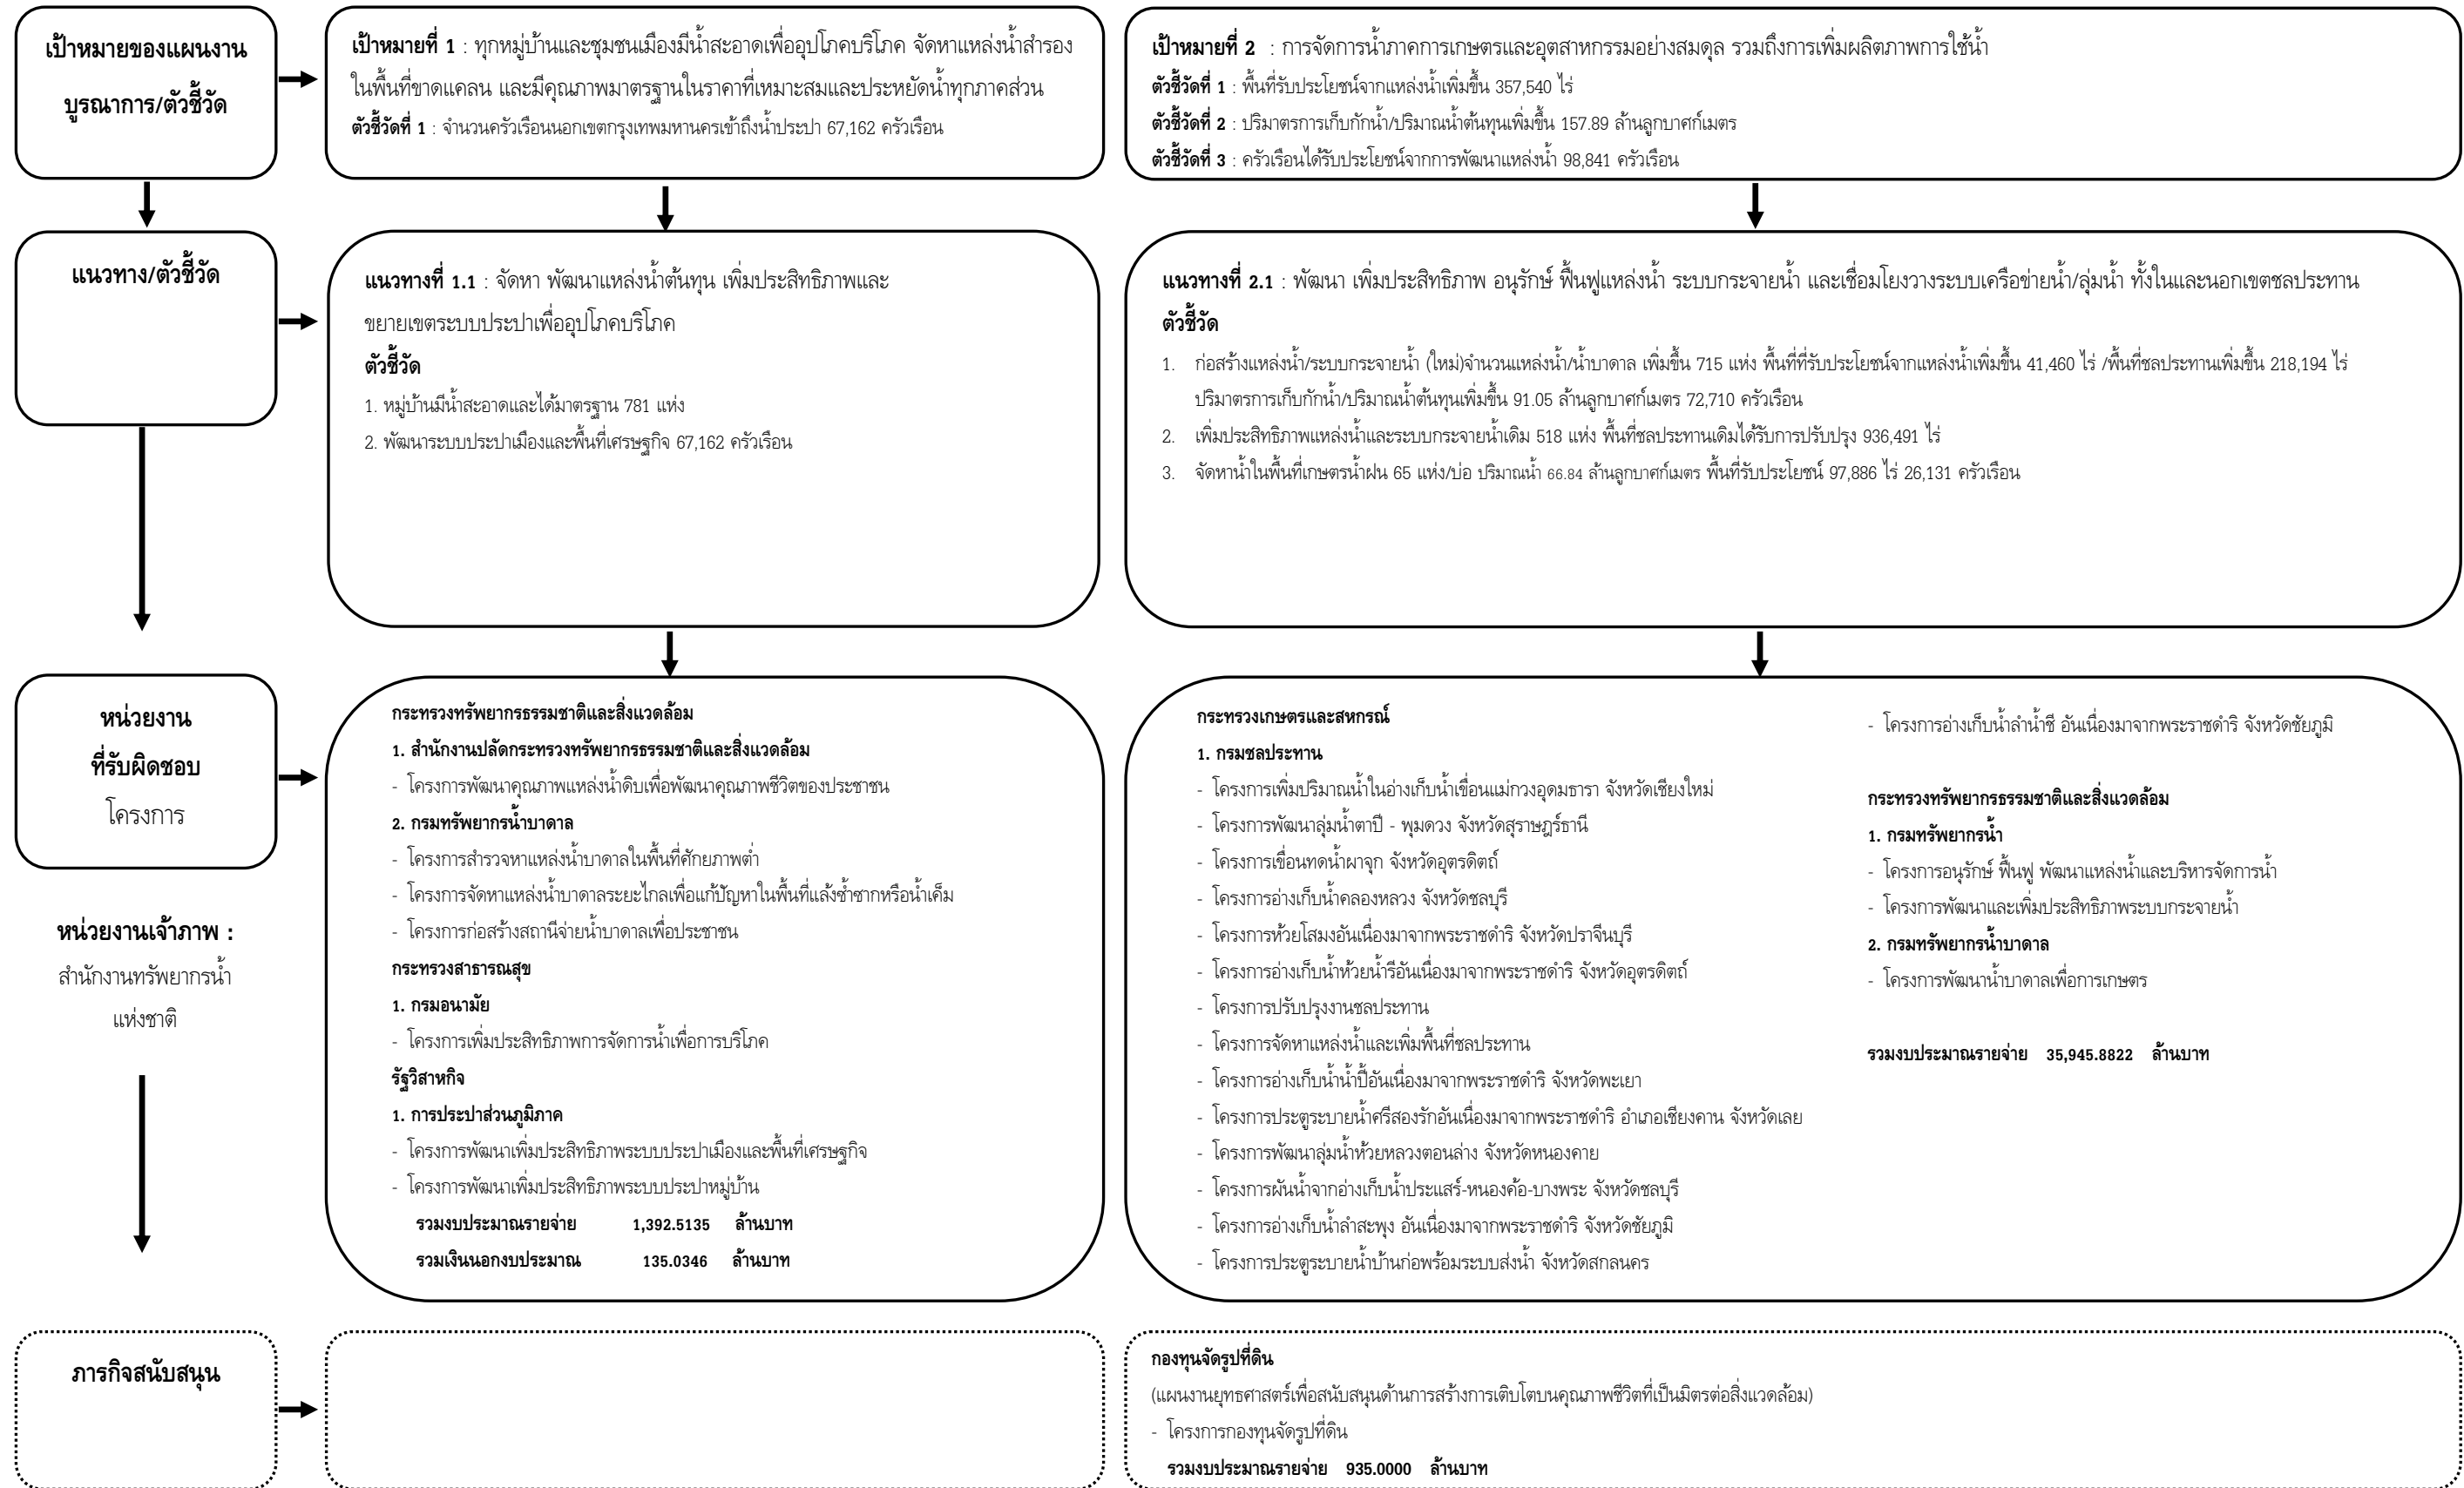 เป้าหมายของแผนงาน
บูรณาการ/ตัวชี้วัด
เป้าหมายที่ 1 : ทุกหมู่บ้านและชุมชนเมืองมีน้ำสะอาดเพื่ออุปโภคบริโภค จัดหาแหล่งน้ำสำรอง
ในพื้นที่ขาดแคลน และมีคุณภาพมาตรฐานในราคาที่เหมาะสมและประหยัดน้ำทุกภาคส่วน
ตัวชี้วัดที่ 1 : จำนวนครัวเรือนนอกเขตกรุงเทพมหานครเข้าถึงน้ำประปา 67,162 ครัวเรือน
เป้าหมายที่ 2 : การจัดการน้ำภาคการเกษตรและอุตสาหกรรมอย่างสมดุล รวมถึงการเพิ่มผลิตภาพการใช้น้ำ
ตัวชี้วัดที่ 1 : พื้นที่รับประโยชน์จากแหล่งน้ำเพิ่มขึ้น 357,540 ไร่
ตัวชี้วัดที่ 2 : ปริมาตรการเก็บกักน้ำ/ปริมาณน้ำต้นทุนเพิ่มขึ้น 157.89 ล้านลูกบาศก์เมตร
ตัวชี้วัดที่ 3 : ครัวเรือนได้รับประโยชน์จากการพัฒนาแหล่งน้ำ 98,841 ครัวเรือน
แนวทาง/ตัวชี้วัด
แนวทางที่ 1.1 : จัดหา พัฒนาแหล่งน้ำต้นทุน เพิ่มประสิทธิภาพและ
ขยายเขตระบบประปาเพื่ออุปโภคบริโภค
ตัวชี้วัด
1. หมู่บ้านมีน้ำสะอาดและได้มาตรฐาน 781 แห่ง
2. พัฒนาระบบประปาเมืองและพื้นที่เศรษฐกิจ 67,162 ครัวเรือน
แนวทางที่ 2.1 : พัฒนา เพิ่มประสิทธิภาพ อนุรักษ์ ฟื้นฟูแหล่งน้ำ ระบบกระจายน้ำ และเชื่อมโยงวางระบบเครือข่ายน้ำ/ลุ่มน้ำ ทั้งในและนอกเขตชลประทาน
ตัวชี้วัด
1. ก่อสร้างแหล่งน้ำ/ระบบกระจายน้ำ (ใหม่)จำนวนแหล่งน้ำ/น้ำบาดาล เพิ่มขึ้น 715 แห่ง พื้นที่ที่รับประโยชน์จากแหล่งน้ำเพิ่มขึ้น 41,460 ไร่ /พื้นที่ชลประทานเพิ่มขึ้น 218,194 ไร่
ปริมาตรการเก็บกักน้ำ/ปริมาณน้ำต้นทุนเพิ่มขึ้น 91.05 ล้านลูกบาศก์เมตร 72,710 ครัวเรือน
2. เพิ่มประสิทธิภาพแหล่งน้ำและระบบกระจายน้ำเดิม 518 แห่ง พื้นที่ชลประทานเดิมได้รับการปรับปรุง 936,491 ไร่
3. จัดหาน้ำในพื้นที่เกษตรน้ำฝน 65 แห่ง/บ่อ ปริมาณน้ำ 66.84 ล้านลูกบาศก์เมตร พื้นที่รับประโยชน์ 97,886 ไร่ 26,131 ครัวเรือน
หน่วยงาน
ที่รับผิดชอบ
โครงการ
หน่วยงานเจ้าภาพ :
สำนักงานทรัพยากรน้ำ
แห่งชาติ
กระทรวงทรัพยากรธรรมชาติและสิ่งแวดล้อม
1. สำนักงานปลัดกระทรวงทรัพยากรธรรมชาติและสิ่งแวดล้อม
- โครงการพัฒนาคุณภาพแหล่งน้ำดิบเพื่อพัฒนาคุณภาพชีวิตของประชาชน
2. กรมทรัพยากรน้ำบาดาล
- โครงการสำรวจหาแหล่งน้ำบาดาลในพื้นที่ศักยภาพต่ำ
- โครงการจัดหาแหล่งน้ำบาดาลระยะไกลเพื่อแก้ปัญหาในพื้นที่แล้งซ้ำซากหรือน้ำเค็ม
- โครงการก่อสร้างสถานีจ่ายน้ำบาดาลเพื่อประชาชน
กระทรวงสาธารณสุข
1. กรมอนามัย
- โครงการเพิ่มประสิทธิภาพการจัดการน้ำเพื่อการบริโภค
รัฐวิสาหกิจ
1. การประปาส่วนภูมิภาค
- โครงการพัฒนาเพิ่มประสิทธิภาพระบบประปาเมืองและพื้นที่เศรษฐกิจ
- โครงการพัฒนาเพิ่มประสิทธิภาพระบบประปาหมู่บ้าน
รวมงบประมาณรายจ่าย 1,392.5135 ล้านบาท
รวมเงินนอกงบประมาณ 135.0346 ล้านบาท
กระทรวงเกษตรและสหกรณ์
1. กรมชลประทาน
- โครงการเพิ่มปริมาณน้ำในอ่างเก็บน้ำเขื่อนแม่กวงอุดมธารา จังหวัดเชียงใหม่
- โครงการพัฒนาลุ่มน้ำตาปี - พุมดวง จังหวัดสุราษฎร์ธานี
- โครงการเขื่อนทดน้ำผาจุก จังหวัดอุตรดิตถ์
- โครงการอ่างเก็บน้ำคลองหลวง จังหวัดชลบุรี
- โครงการห้วยโสมงอันเนื่องมาจากพระราชดำริ จังหวัดปราจีนบุรี
- โครงการอ่างเก็บน้ำห้วยน้ำรีอันเนื่องมาจากพระราชดำริ จังหวัดอุตรดิตถ์
- โครงการปรับปรุงงานชลประทาน
- โครงการจัดหาแหล่งน้ำและเพิ่มพื้นที่ชลประทาน
- โครงการอ่างเก็บน้ำน้ำปี้อันเนื่องมาจากพระราชดำริ จังหวัดพะเยา
- โครงการประตูระบายน้ำศรีสองรักอันเนื่องมาจากพระราชดำริ อำเภอเชียงคาน จังหวัดเลย
- โครงการพัฒนาลุ่มน้ำห้วยหลวงตอนล่าง จังหวัดหนองคาย
- โครงการผันน้ำจากอ่างเก็บน้ำประแสร์-หนองค้อ-บางพระ จังหวัดชลบุรี
- โครงการอ่างเก็บน้ำลำสะพุง อันเนื่องมาจากพระราชดำริ จังหวัดชัยภูมิ
- โครงการประตูระบายน้ำบ้านก่อพร้อมระบบส่งน้ำ จังหวัดสกลนคร
- โครงการอ่างเก็บน้ำลำน้ำชี อันเนื่องมาจากพระราชดำริ จังหวัดชัยภูมิ
กระทรวงทรัพยากรธรรมชาติและสิ่งแวดล้อม
1. กรมทรัพยากรน้ำ
- โครงการอนุรักษ์ ฟื้นฟู พัฒนาแหล่งน้ำและบริหารจัดการน้ำ
- โครงการพัฒนาและเพิ่มประสิทธิภาพระบบกระจายน้ำ
2. กรมทรัพยากรน้ำบาดาล
- โครงการพัฒนาน้ำบาดาลเพื่อการเกษตร
รวมงบประมาณรายจ่าย 35,945.8822 ล้านบาท
ภารกิจสนับสนุน
กองทุนจัดรูปที่ดิน
(แผนงานยุทธศาสตร์เพื่อสนับสนุนด้านการสร้างการเติบโตบนคุณภาพชีวิตที่เป็นมิตรต่อสิ่งแวดล้อม)
- โครงการกองทุนจัดรูปที่ดิน
รวมงบประมาณรายจ่าย 935.0000 ล้านบาท